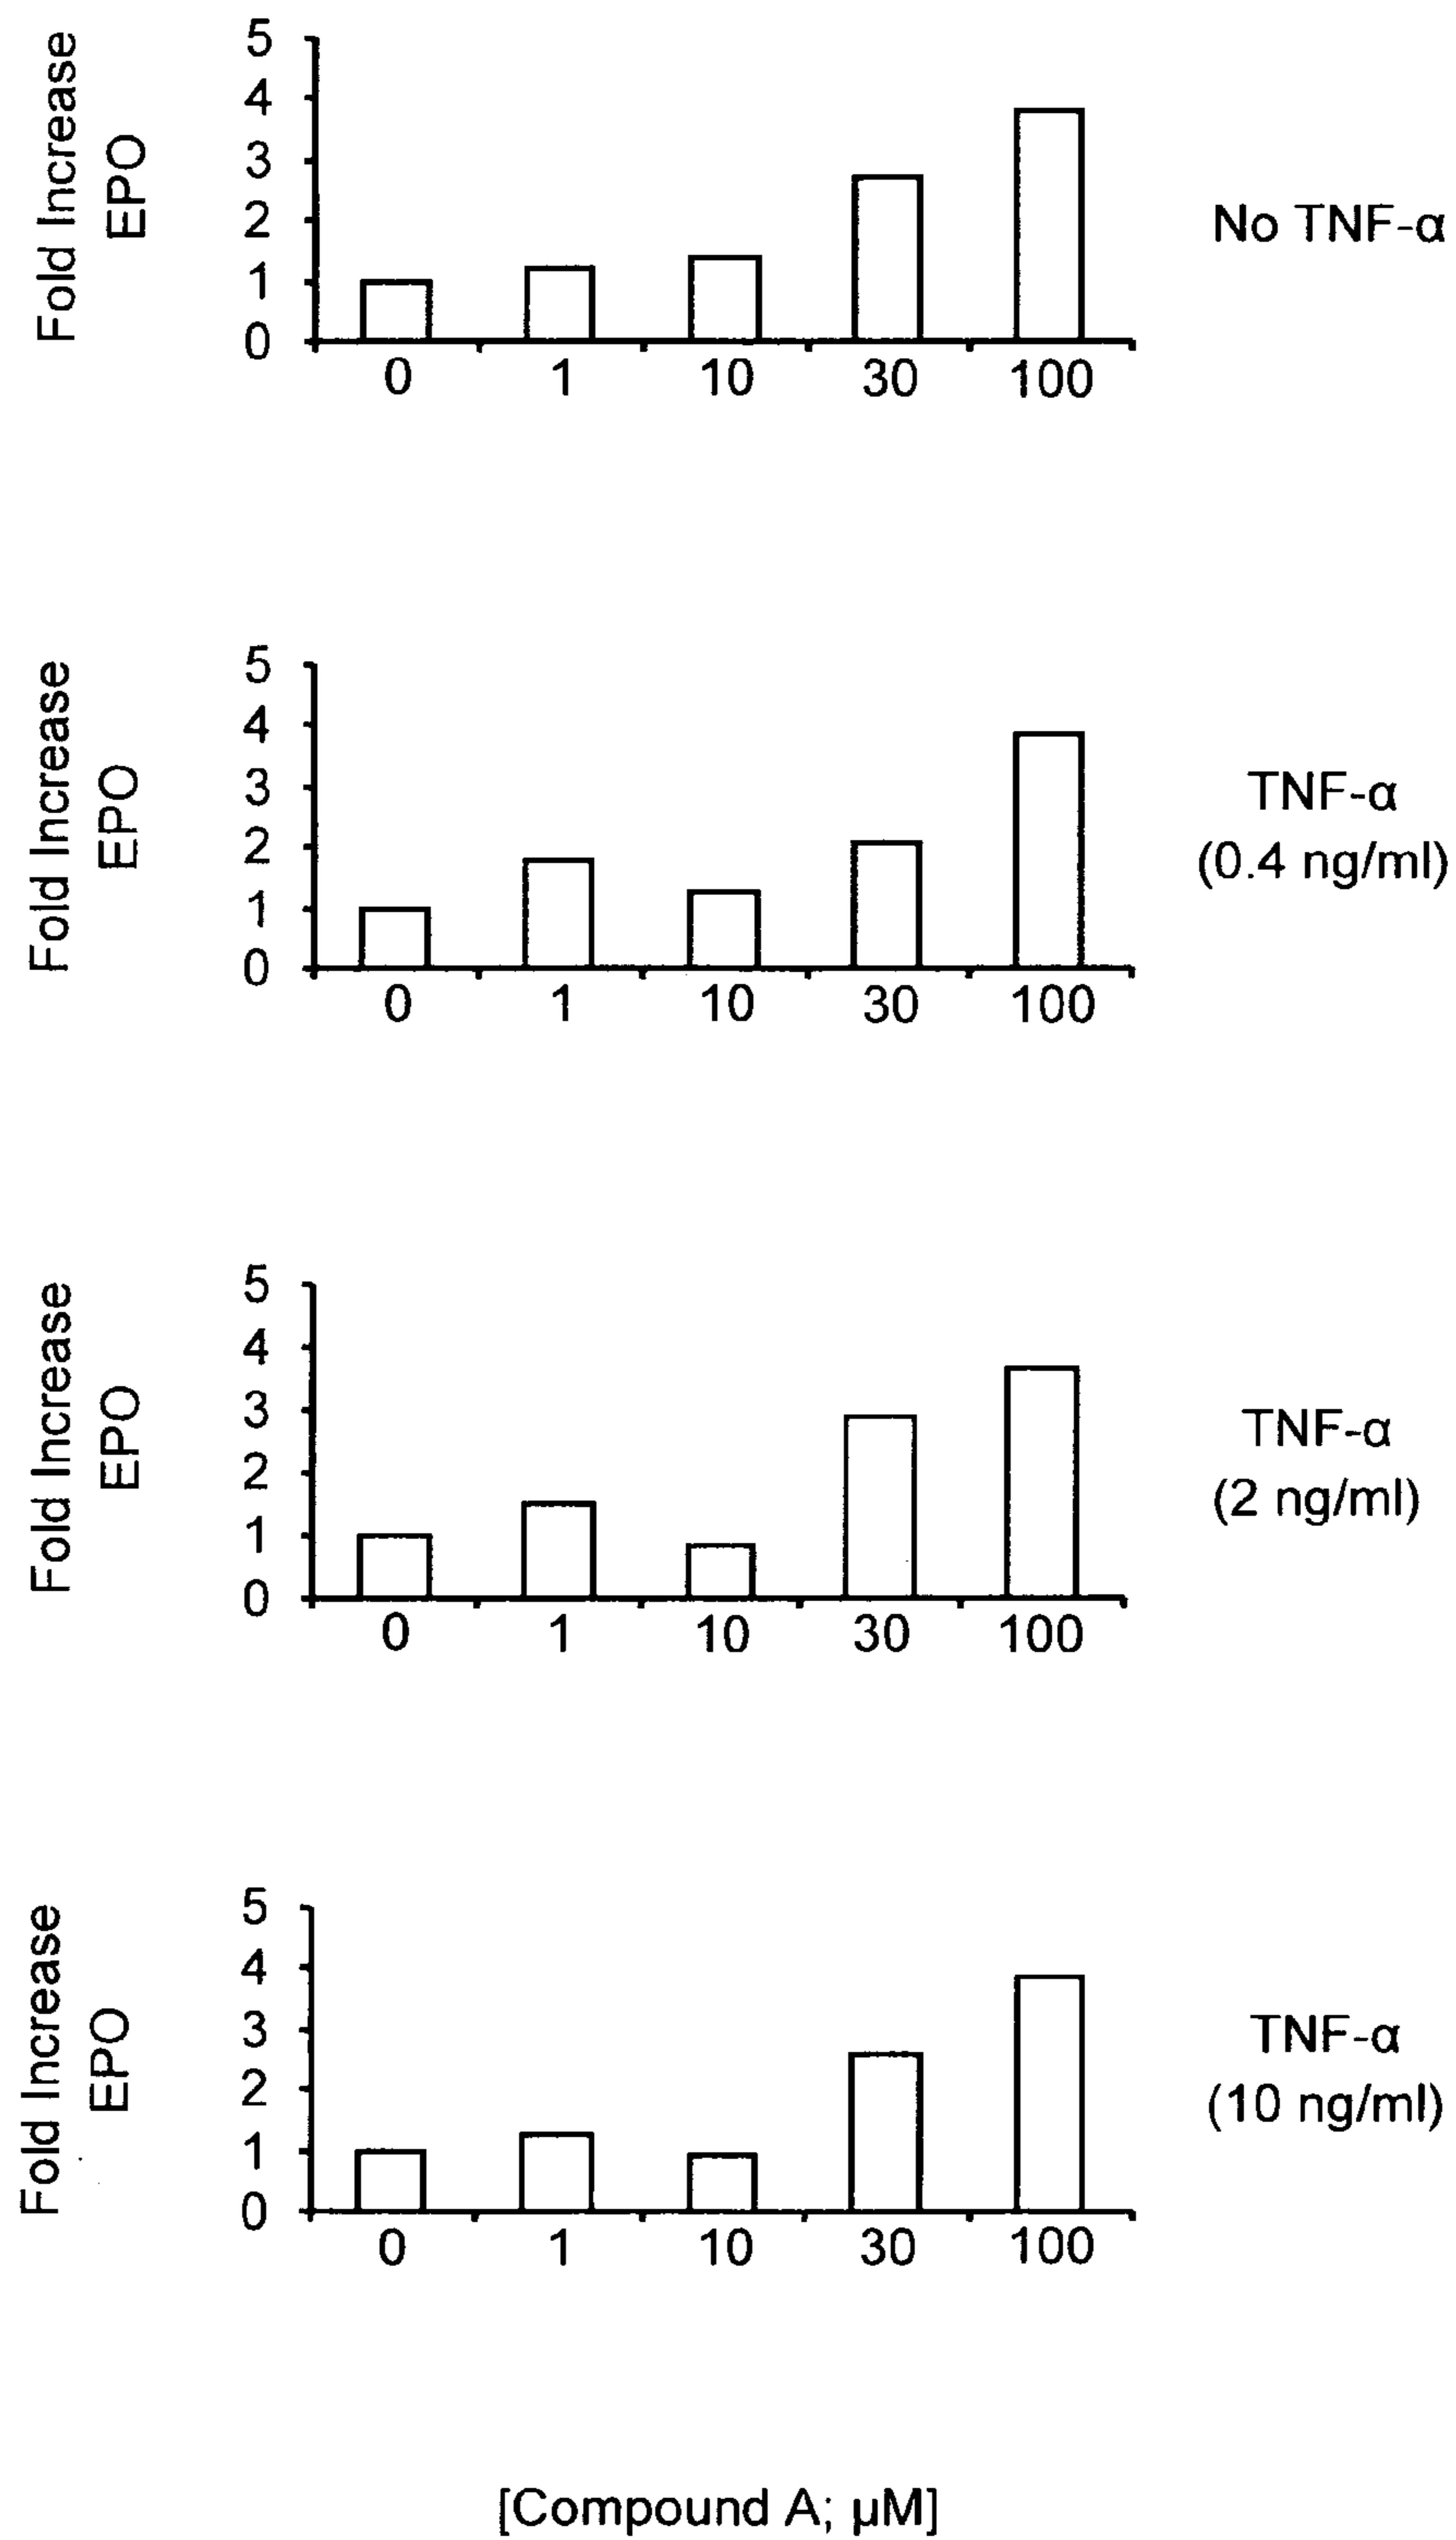 Fold Increase
EPO
5
4
3
2
1
0
0 1 10 30 100
No TNF-α
Fold Increase
EPO
5
4
3
2
1
0
0 1 10 30 100
TNF-α
(0.4 ng/ml)
Fold Increase
EPO
5
4
3
2
1
0
0 1 10 30 100
TNF-α
(2 ng/ml)
Fold Increase
EPO
5
4
3
2
1
0
0 1 10 30 100
TNF-α
(10 ng/ml)
[Compound A; μM]